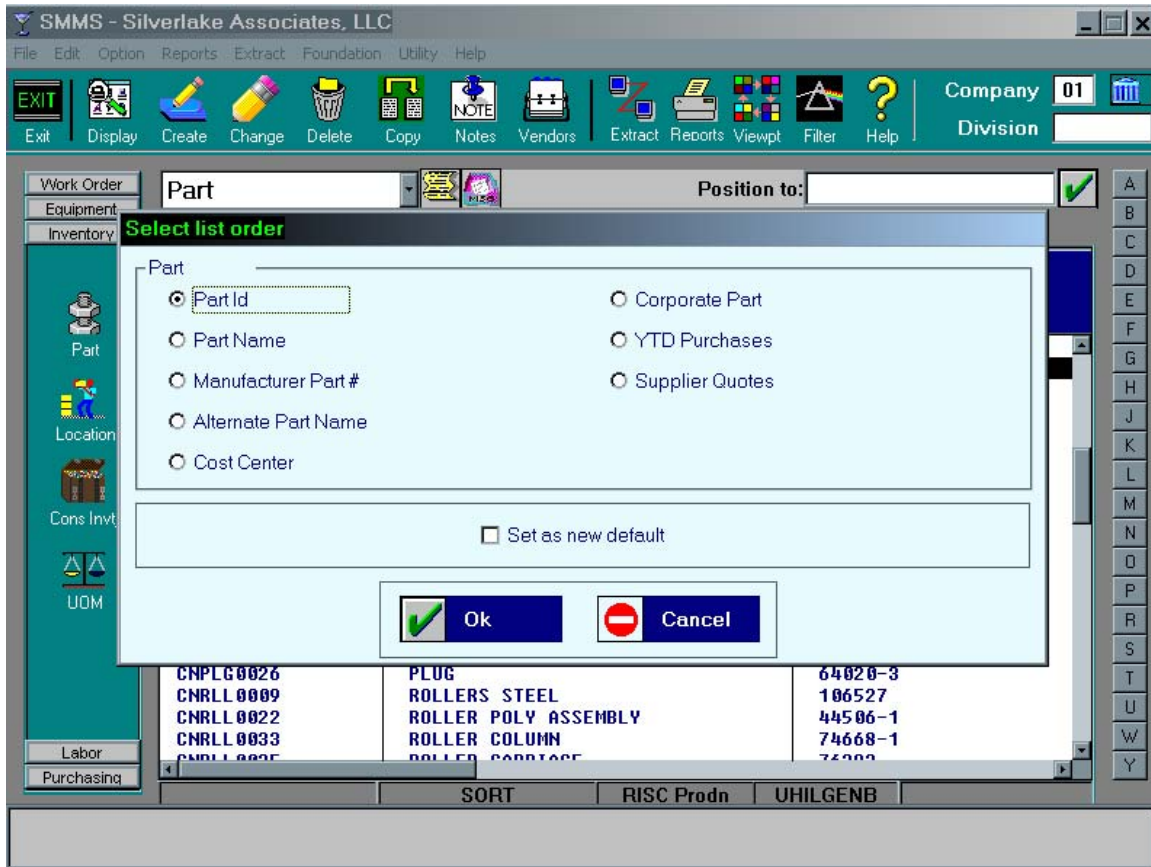 SMMS - Silverlake Associates, LLC
File Edit Option Reports Extract Foundation Utility Help
EXIT NOTE Company 01
Exit Display Create Change Delete Copy Notes Vendors Extract Reports Viewpt Filter Help Division
Work Order Part Position to: A
Equipment B
Inventory Select list order C
Part D
Part Id Corporate Part E
Part Name YTD Purchases F
Part G
Manufacturer Part # Supplier Quotes H
Alternate Part Name J
Location K
Cost Center L
M
Cons Invt
Set as new default N
O
UOM P
Ok Cancel R
S
CNPLG0026 PLUG 64020-3 T
CNRLL0009 ROLLERS STEEL 106527
CNRLL0022 ROLLER POLY ASSEMBLY 44506-1 U
CNRLL0033 ROLLER COLUMN 74668-1 W
Labor Y
Purchasing
SORT RISC Prodn UHILGENB